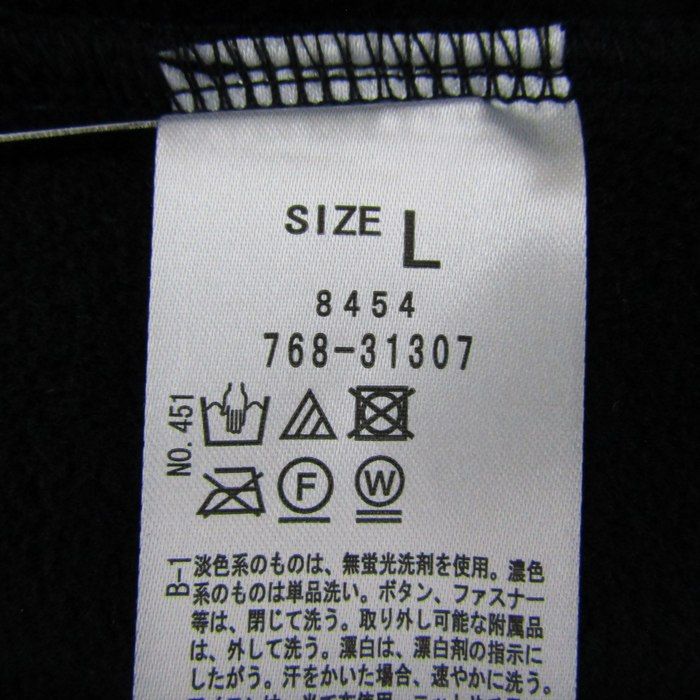 SIZE L
8454
768-31307
NO. 451
F
W
B-1
淡色系のものは、無蛍光洗剤を使用。濃色
系のものは単品洗い。ボタン、ファスナー
等は、閉じて洗う。取り外し可能な附属品
は、外して洗う。漂白は、漂白剤の指示に
したがう。汗をかいた場合、速やかに洗う。